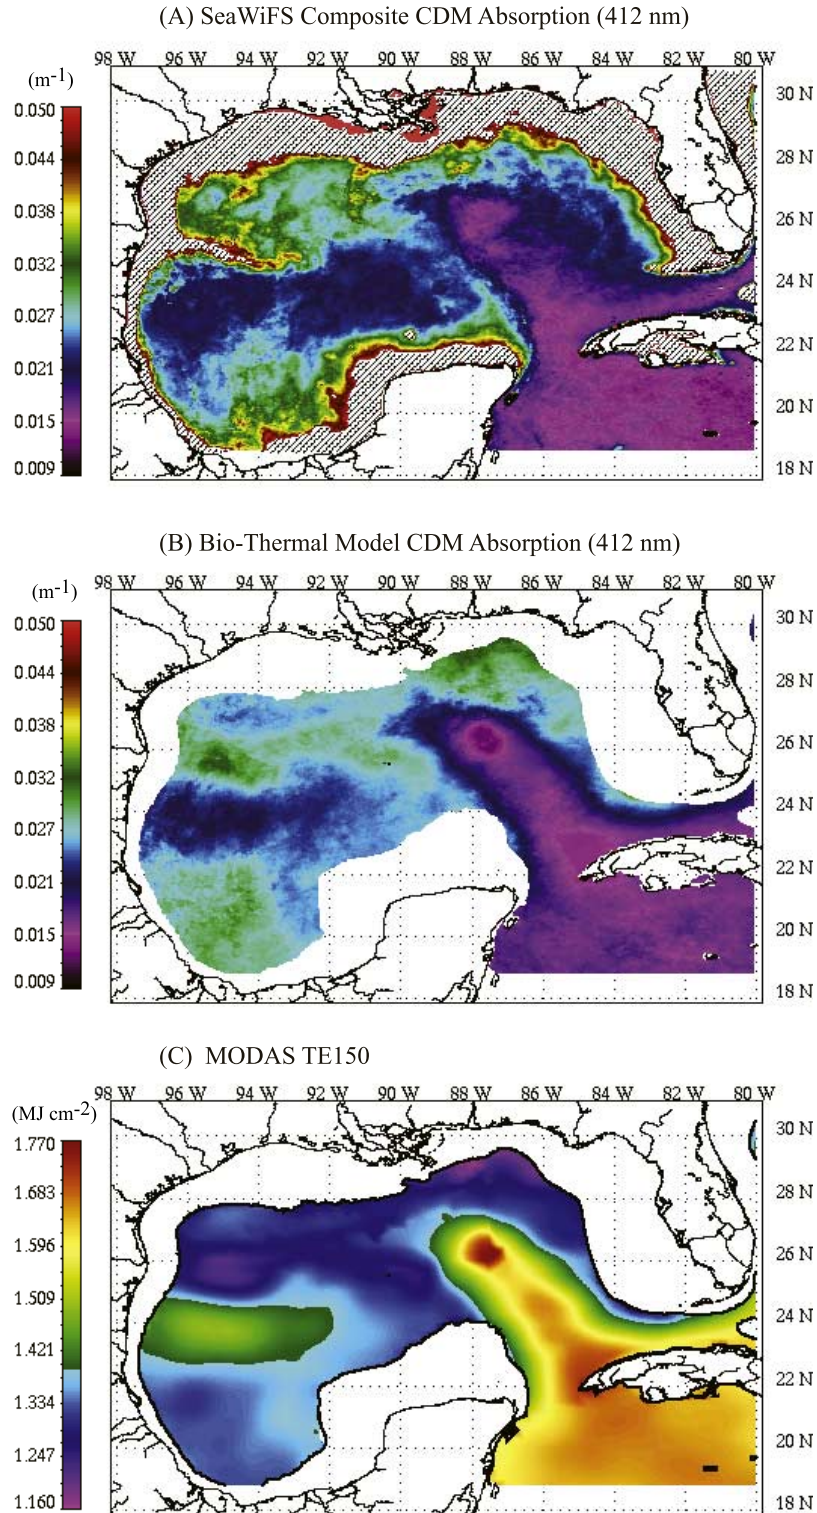 (A) SeaWiFS Composite CDM Absorption (412 nm)
98 W 96 W 94 W 92 W 90 W 88 W 86 W 84 W 82 W 80 W
(m-1)
0.050
0.044
0.038
0.032
0.027
0.021
0.015
0.009
30 N
28 N
26 N
24 N
22 N
20 N
18 N
(B) Bio-Thermal Model CDM Absorption (412 nm)
98 W 96 W 94 W 92 W 90 W 88 W 86 W 84 W 82 W 80 W
(m-1)
0.050
0.044
0.038
0.032
0.027
0.021
0.015
0.009
30 N
28 N
26 N
24 N
22 N
20 N
18 N
(C) MODAS TE150
98 W 96 W 94 W 92 W 90 W 88 W 86 W 84 W 82 W 80 W
(MJ cm-2)
1.770
1.683
1.596
1.509
1.421
1.334
1.247
1.160
30 N
28 N
26 N
24 N
22 N
20 N
18 N